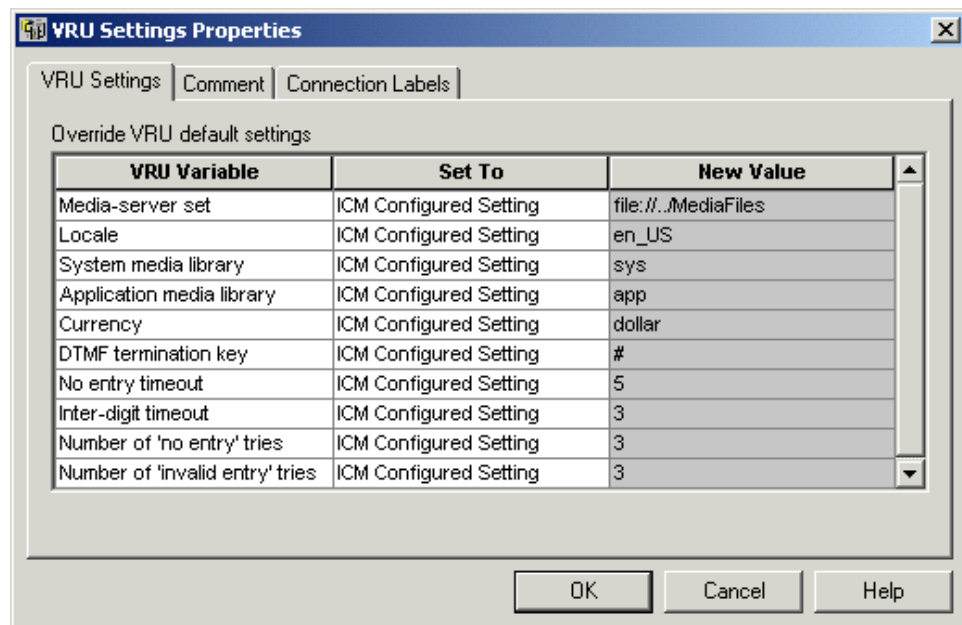 VRU Settings Properties
VRU Settings Comment Connection Labels
Override VRU default settings
VRU Variable Set To New Value
Media-server set ICM Configured Setting file://../MediaFiles
Locale ICM Configured Setting en_US
System media library ICM Configured Setting sys
Application media library ICM Configured Setting app
Currency ICM Configured Setting dollar
DTMF termination key ICM Configured Setting #
No entry timeout ICM Configured Setting 5
Inter-digit timeout ICM Configured Setting 3
Number of 'no entry' tries ICM Configured Setting 3
Number of 'invalid entry' tries ICM Configured Setting 3
OK Cancel Help